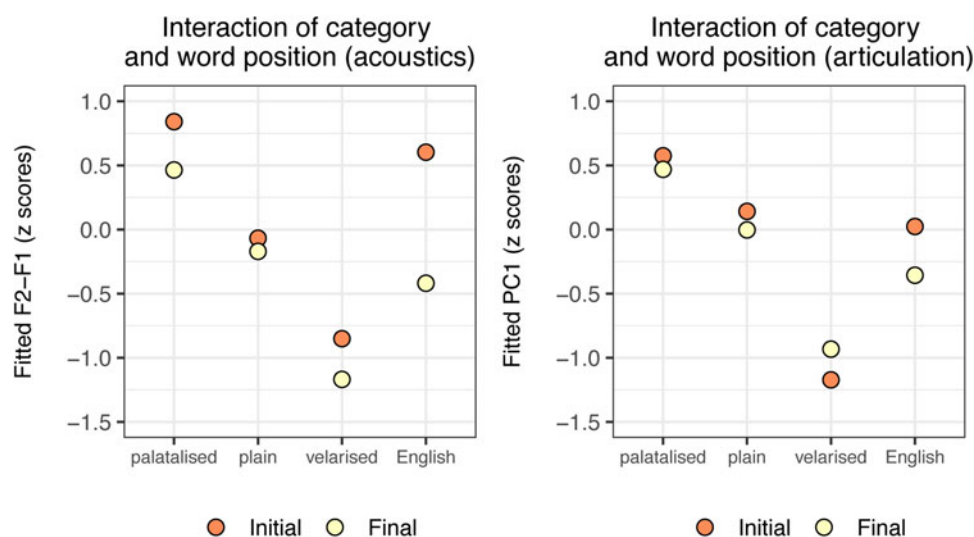 Interaction of category
and word position (acoustics)
Fitted F2−F1 (z scores)
1.0
0.5
0.0
−0.5
−1.0
−1.5
palatalised plain velarised English
Initial Final
Interaction of category
and word position (articulation)
Fitted PC1 (z scores)
1.0
0.5
0.0
−0.5
−1.0
−1.5
palatalised plain velarised English
Initial Final